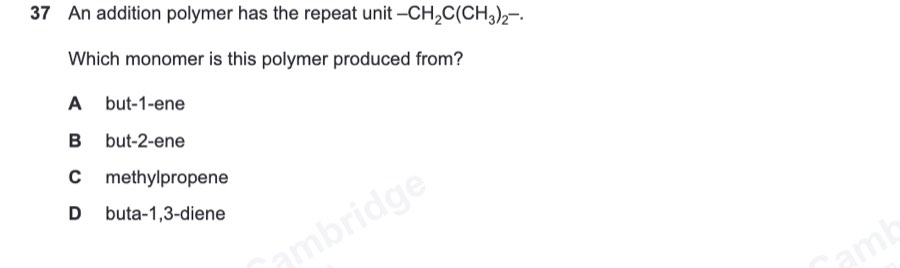 37 An addition polymer has the repeat unit –CH₂C(CH₃)₂–.
Which monomer is this polymer produced from?
A but-1-ene
B but-2-ene
C methylpropene
D buta-1,3-diene
ambridge
Camb